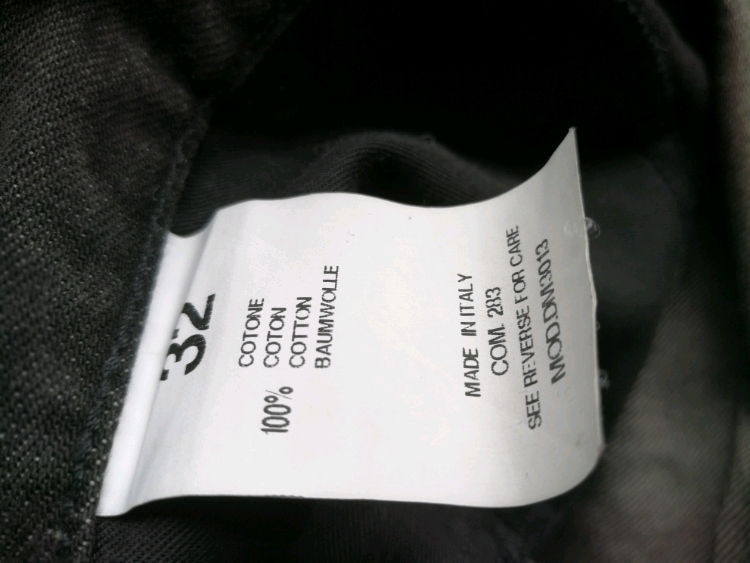 32
COTONE
100% COTON
COTTON
BAUMWOLLE
MADE IN ITALY
COM. 283
SEE REVERSE FOR CARE
MOD.DM3013